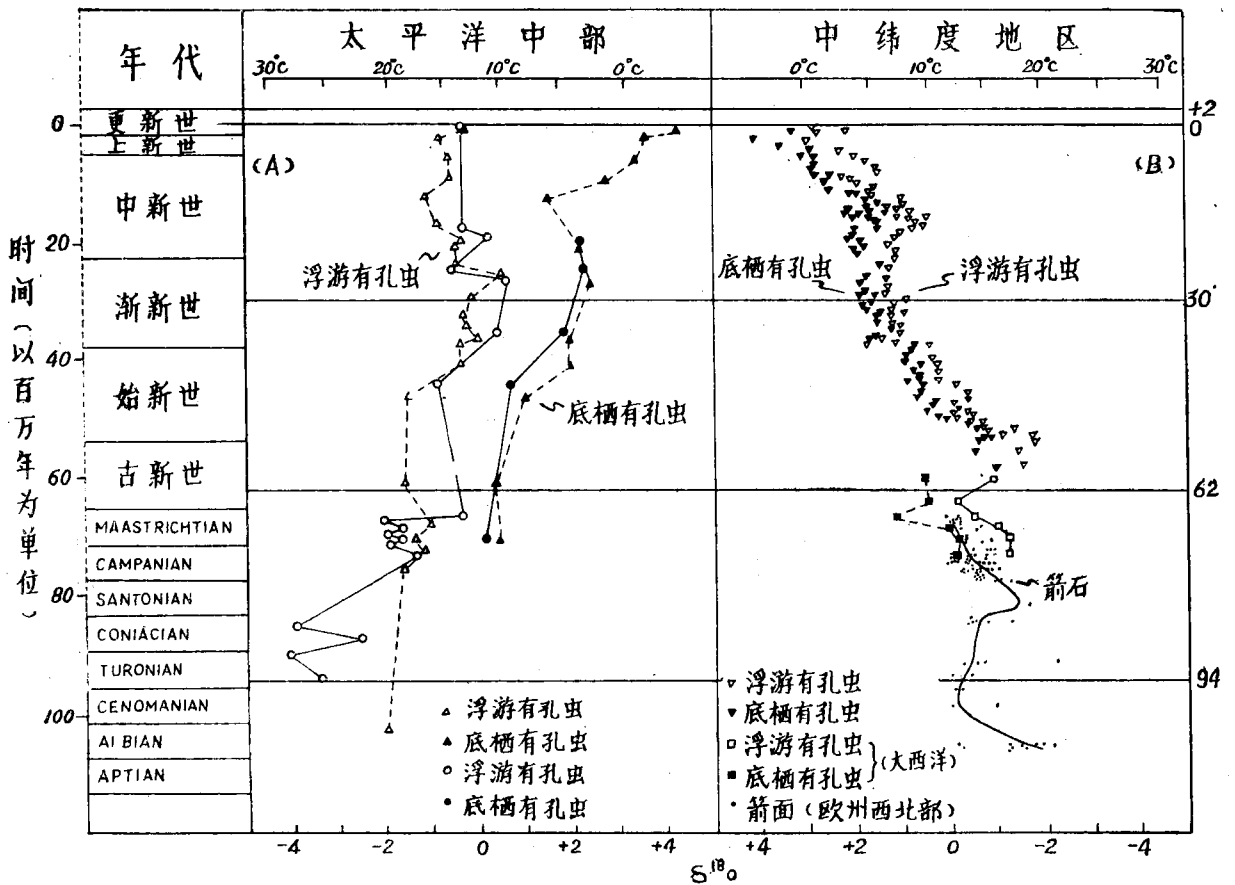 年代
太平洋中部
中纬度地区
30°c 20°c 10°c 0°c
0°c 10°c 20°c 30°c
时间(以百万年为单位)
0
20
40
60
80
100
更新世
上新世
中新世
渐新世
始新世
古新世
MAASTRICHTIAN
CAMPANIAN
SANTONIAN
CONIACIAN
TURONIAN
CENOMANIAN
AlBIAN
APTIAN
(A)
浮游有孔虫
底栖有孔虫
浮游有孔虫
底栖有孔虫
浮游有孔虫
底栖有孔虫
(B)
底栖有孔虫
浮游有孔虫
箭石
浮游有孔虫
底栖有孔虫
浮游有孔虫
底栖有孔虫
(大西洋)
箭面(欧州西北部)
+2
0
30
62
94
-4 -2 0 +2 +4
+4 +2 0 -2 -4
δ18o